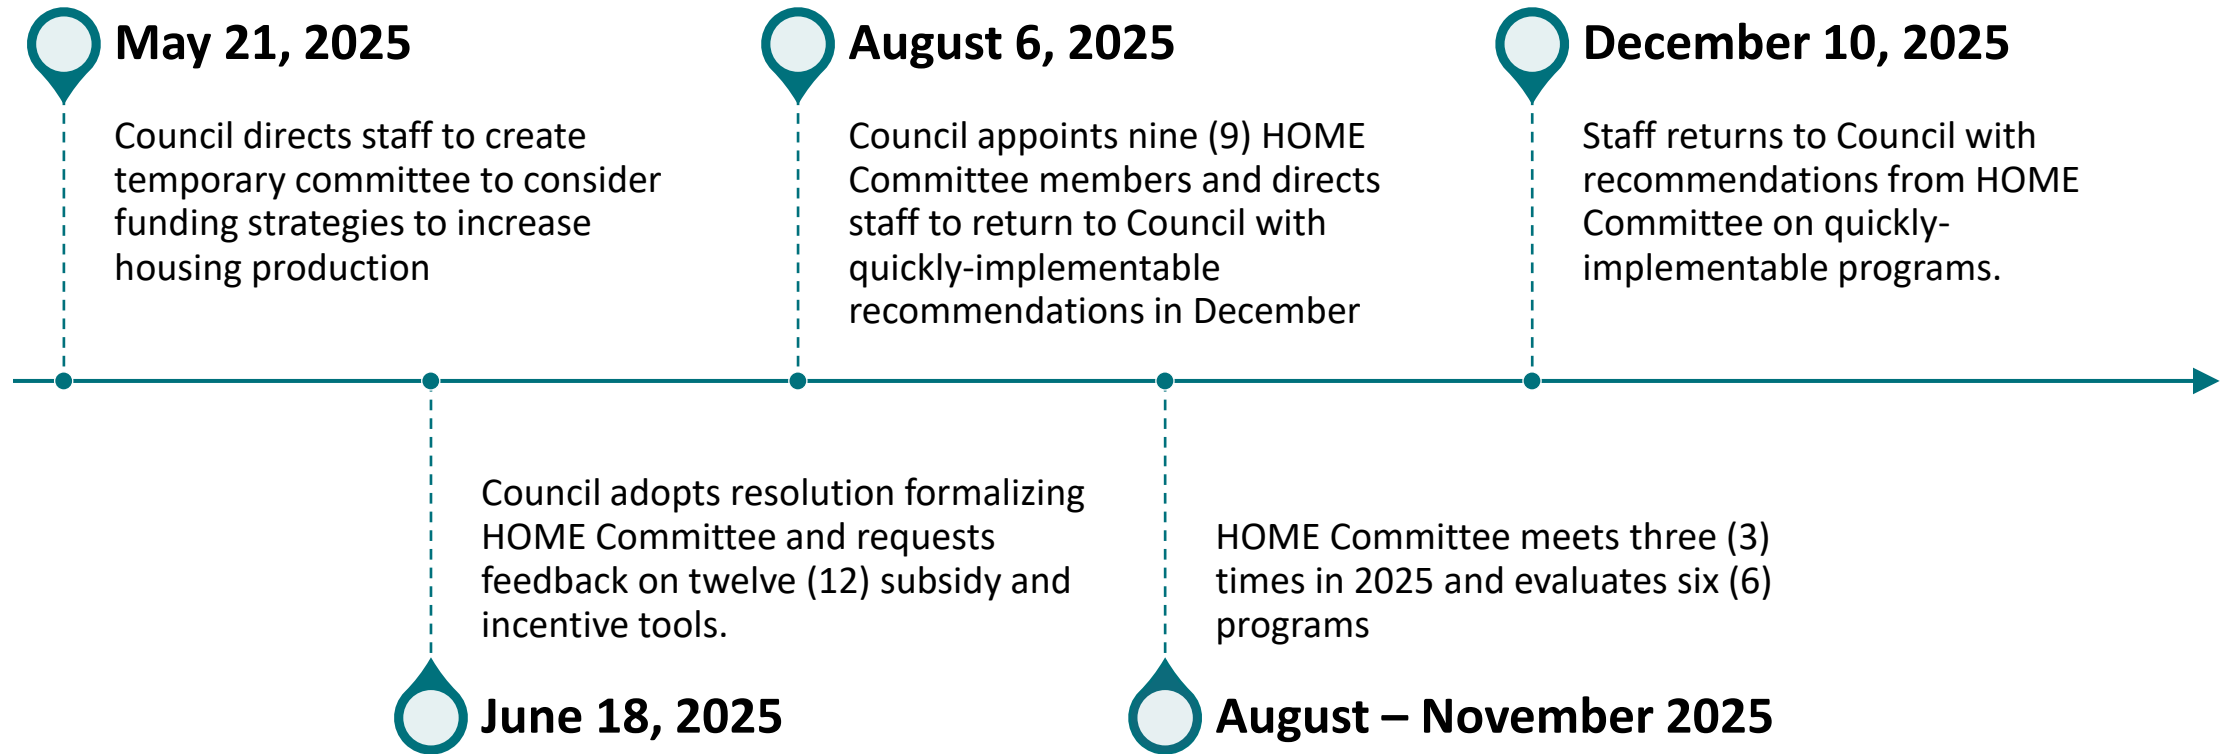 May 21, 2025
Council directs staff to create
temporary committee to consider
funding strategies to increase
housing production
August 6, 2025
Council appoints nine (9) HOME
Committee members and directs
staff to return to Council with
quickly-implementable
recommendations in December
December 10, 2025
Staff returns to Council with
recommendations from HOME
Committee on quickly-
implementable programs.
Council adopts resolution formalizing
HOME Committee and requests
feedback on twelve (12) subsidy and
incentive tools.
June 18, 2025
HOME Committee meets three (3)
times in 2025 and evaluates six (6)
programs
August – November 2025